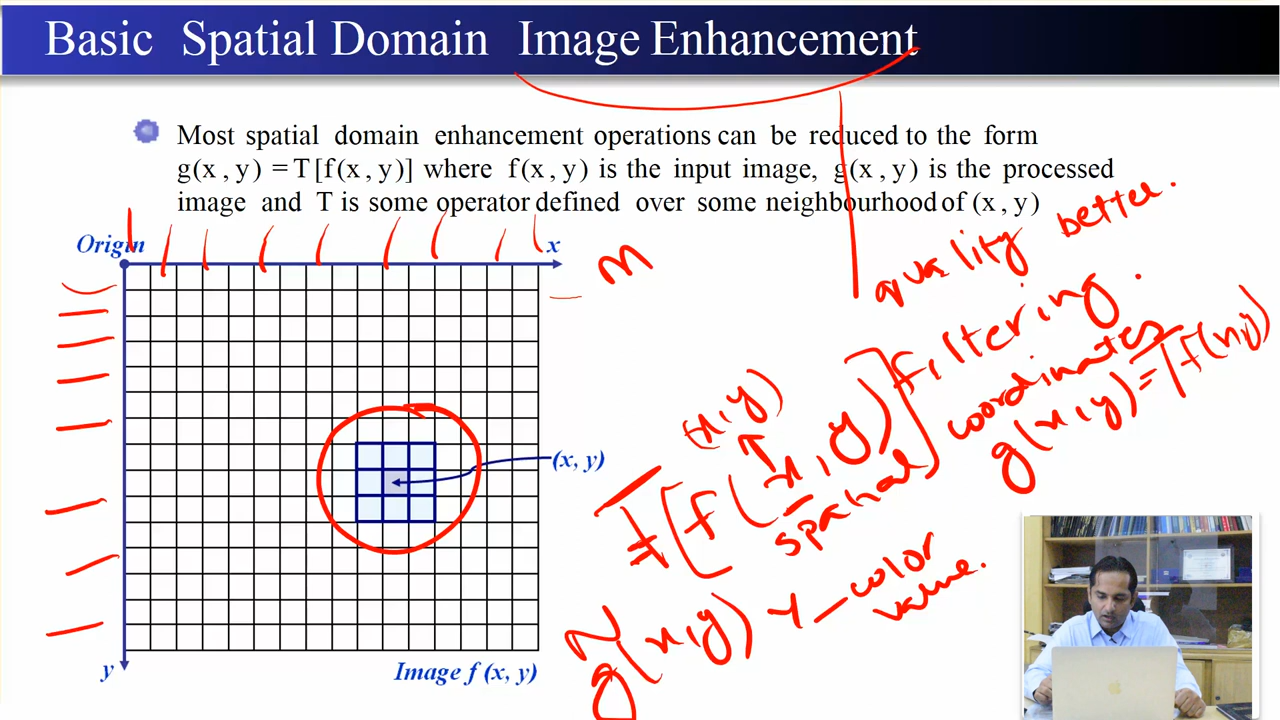 Basic Spatial Domain Image Enhancement
Most spatial domain enhancement operations can be reduced to the form
g(x , y) = T [f(x , y)] where f(x , y) is the input image, g(x , y) is the processed
image and T is some operator defined over some neighbourhood of (x , y)
Origin
x
M
quality better.
filtering.
(x,y)
T[f(x,y)]
spatial coordinates
g(x,y)=T f(x,y)
(x, y)
g(x,y)
color
value.
y
Image f (x, y)